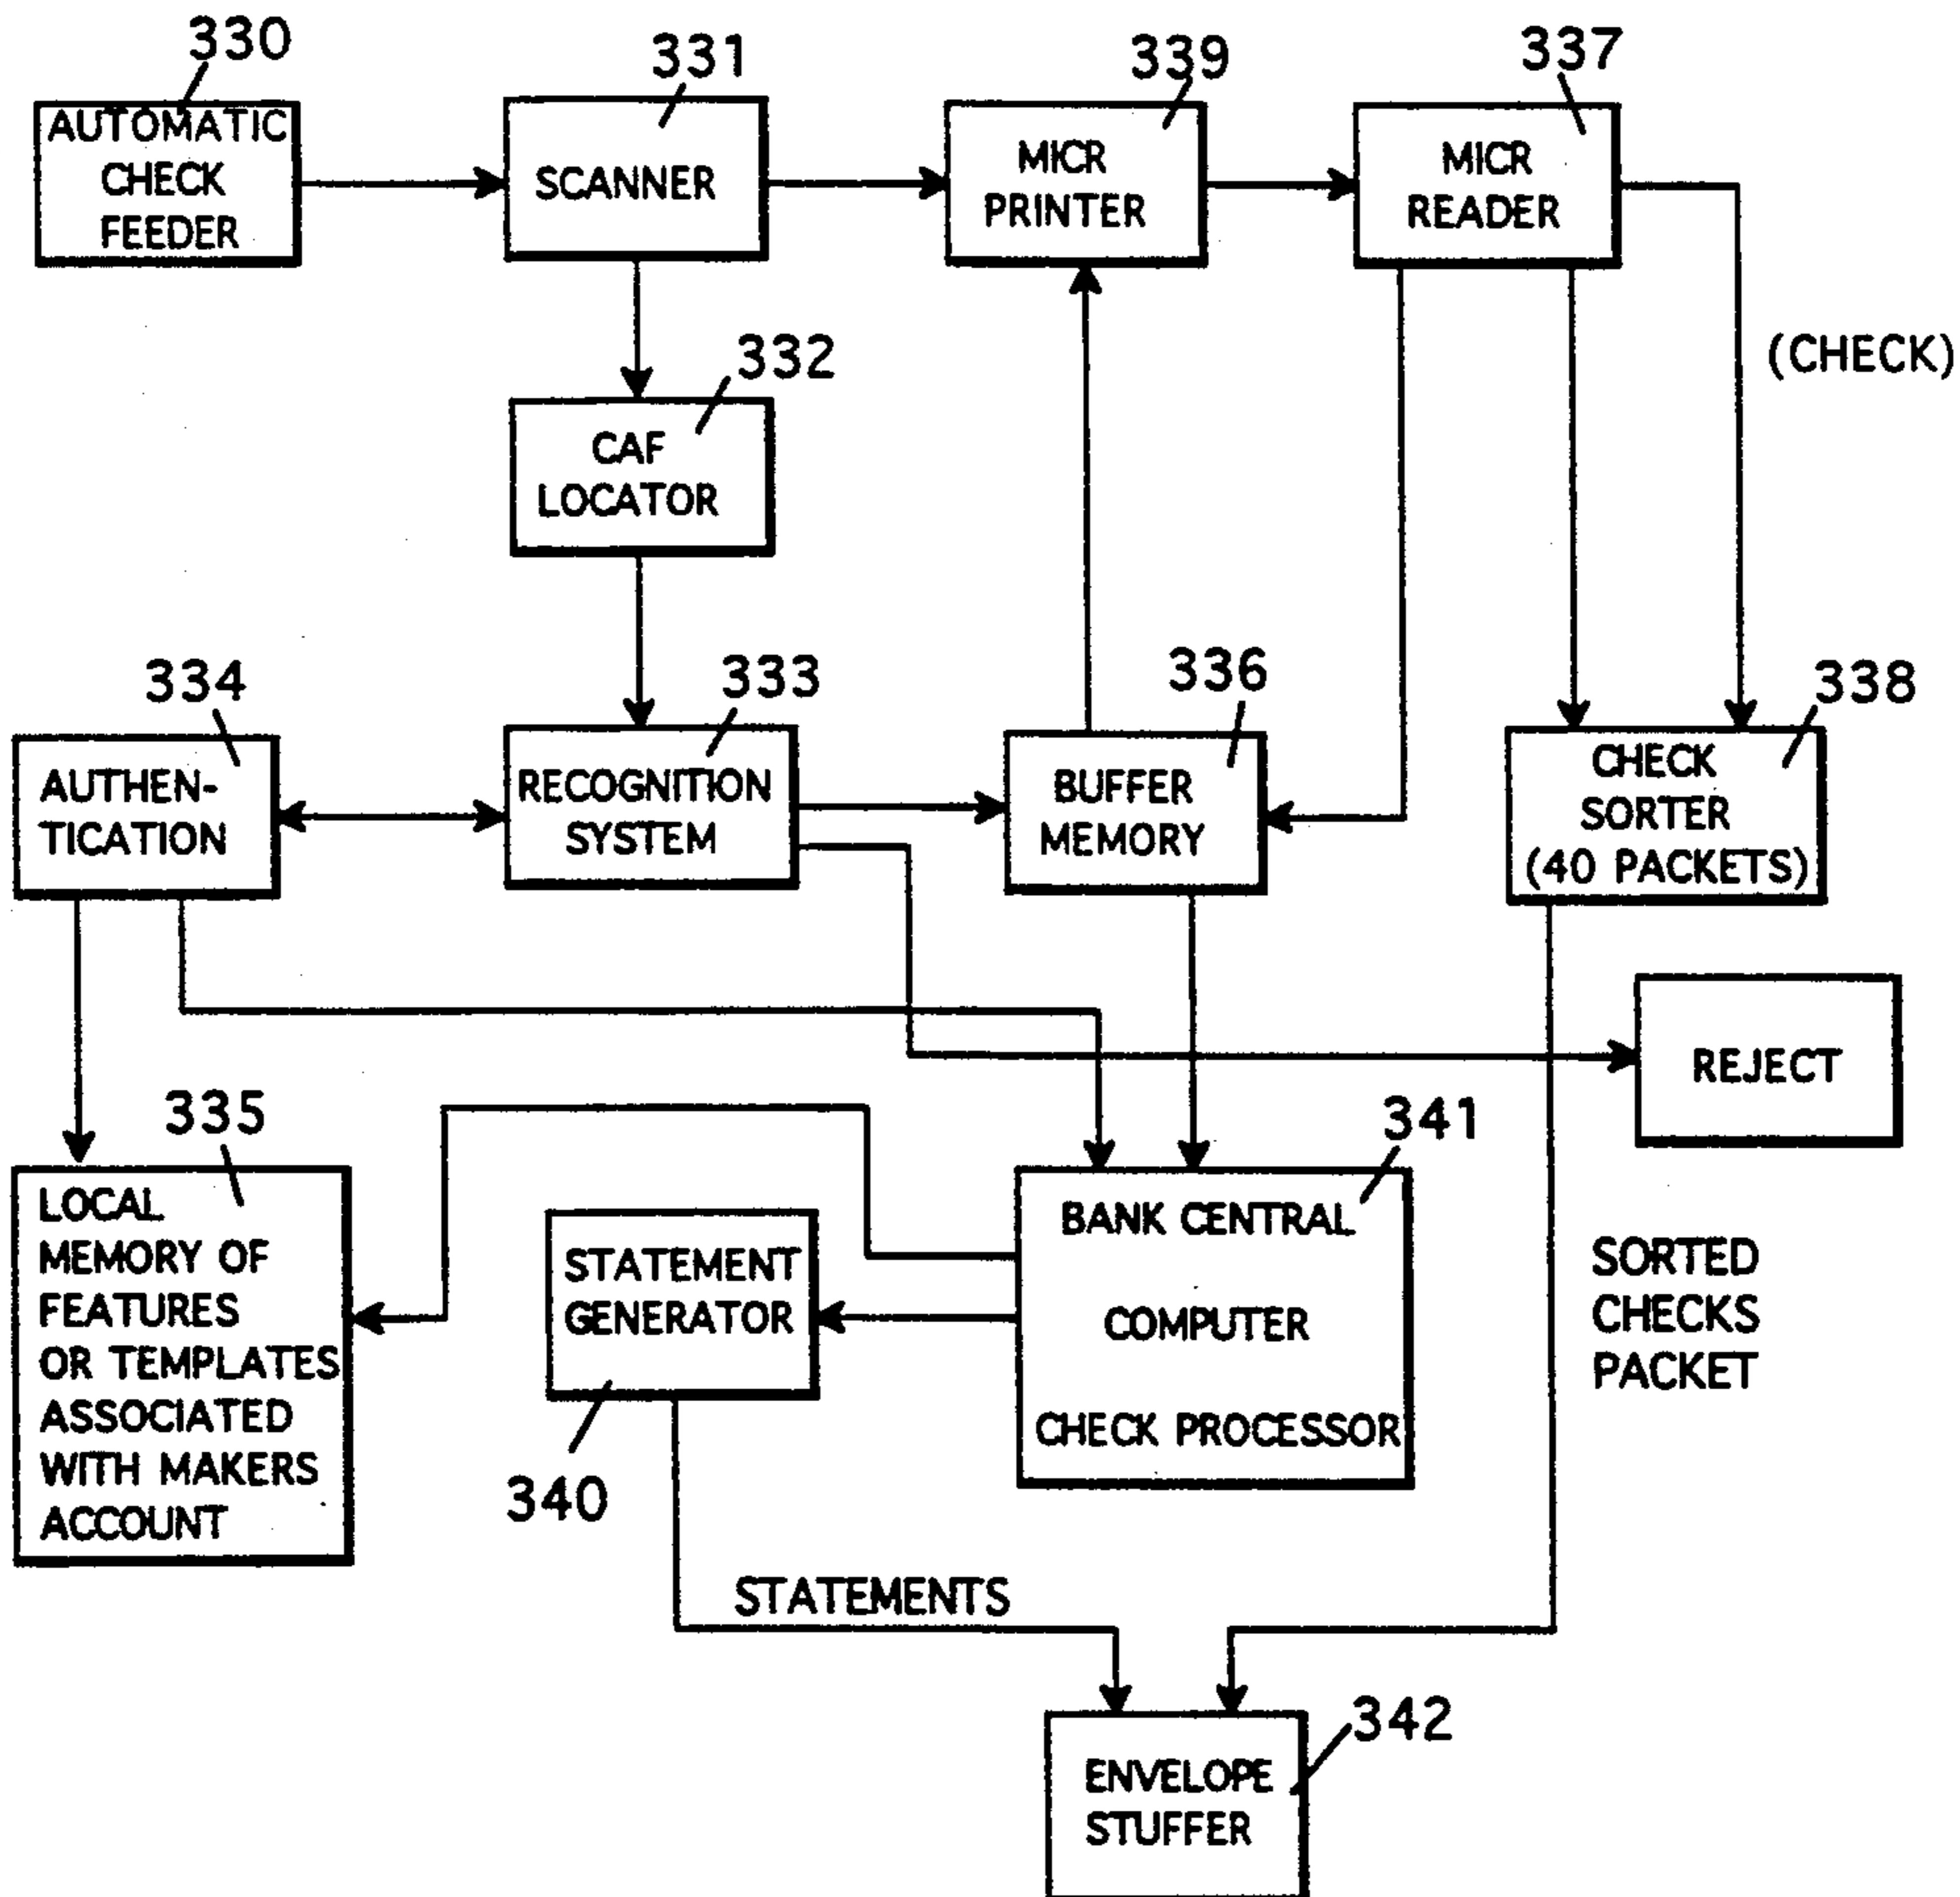 330
AUTOMATIC
CHECK
FEEDER
331
SCANNER
339
MICR
PRINTER
337
MICR
READER
(CHECK)
332
CAF
LOCATOR
334
AUTHEN-
TICATION
333
RECOGNITION
SYSTEM
336
BUFFER
MEMORY
338
CHECK
SORTER
(40 PACKETS)
REJECT
335
LOCAL
MEMORY OF
FEATURES
OR TEMPLATES
ASSOCIATED
WITH MAKERS
ACCOUNT
STATEMENT
GENERATOR
340
341
BANK CENTRAL
COMPUTER
CHECK PROCESSOR
SORTED
CHECKS
PACKET
STATEMENTS
342
ENVELOPE
STUFFER